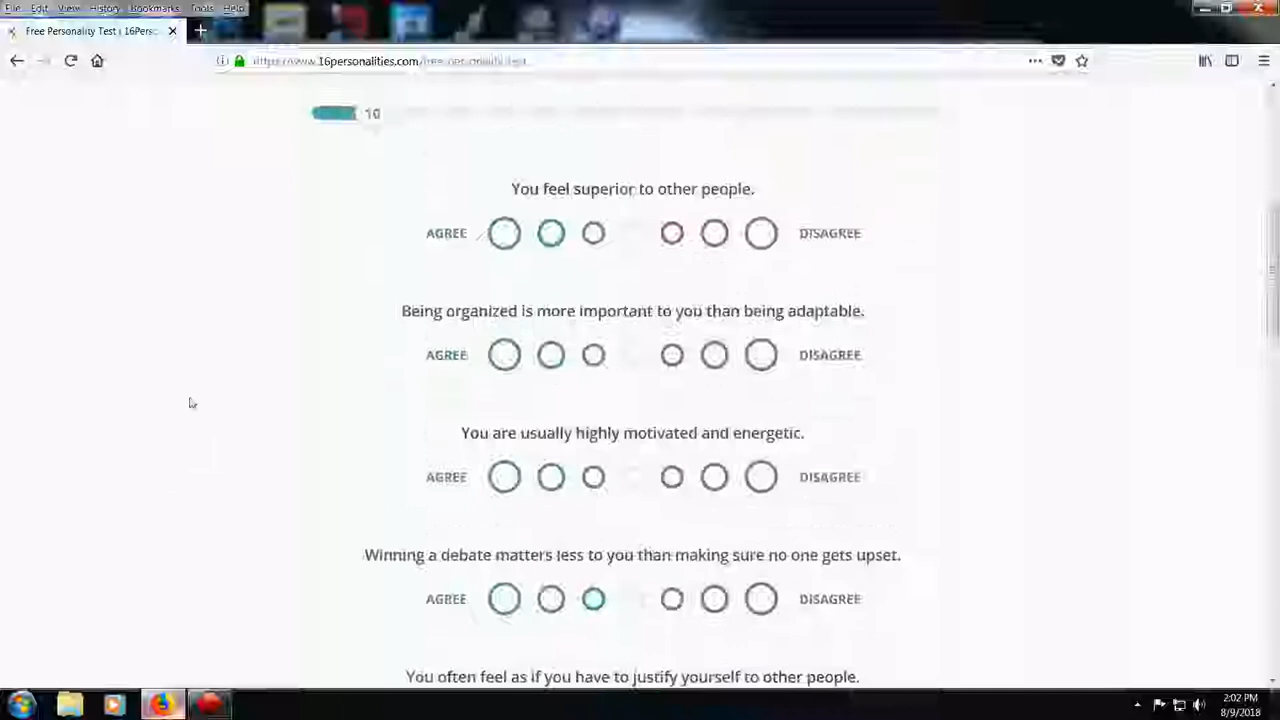 File Edit View History Bookmarks Tools Help
Free Personality Test | 16Perso
https://www.16personalities.com/free-personality-test
10
You feel superior to other people.
AGREE DISAGREE
Being organized is more important to you than being adaptable.
AGREE DISAGREE
You are usually highly motivated and energetic.
AGREE DISAGREE
Winning a debate matters less to you than making sure no one gets upset.
AGREE DISAGREE
You often feel as if you have to justify yourself to other people.
2:02 PM
8/9/2018